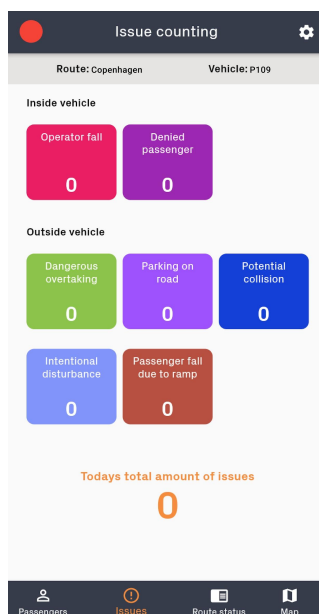 Issue counting
Route: Copenhagen Vehicle: P109
Inside vehicle
Operator fall
0
Denied
passenger
0
Outside vehicle
Dangerous
overtaking
0
Parking on
road
0
Potential
collision
0
Intentional
disturbance
0
Passenger fall
due to ramp
0
Todays total amount of issues
0
Passengers Issues Route status Map